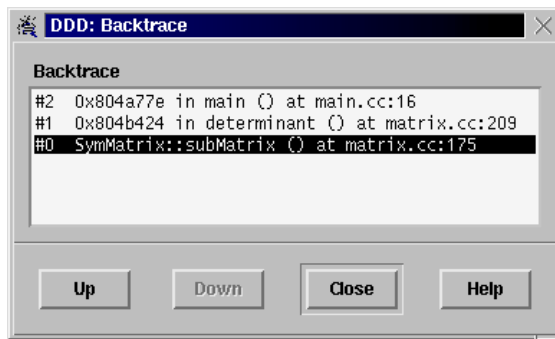 DDD: Backtrace
Backtrace
#2 0x804a77e in main () at main.cc:16
#1 0x804b424 in determinant () at matrix.cc:209
#0 SymMatrix::subMatrix () at matrix.cc:175
Up Down Close Help